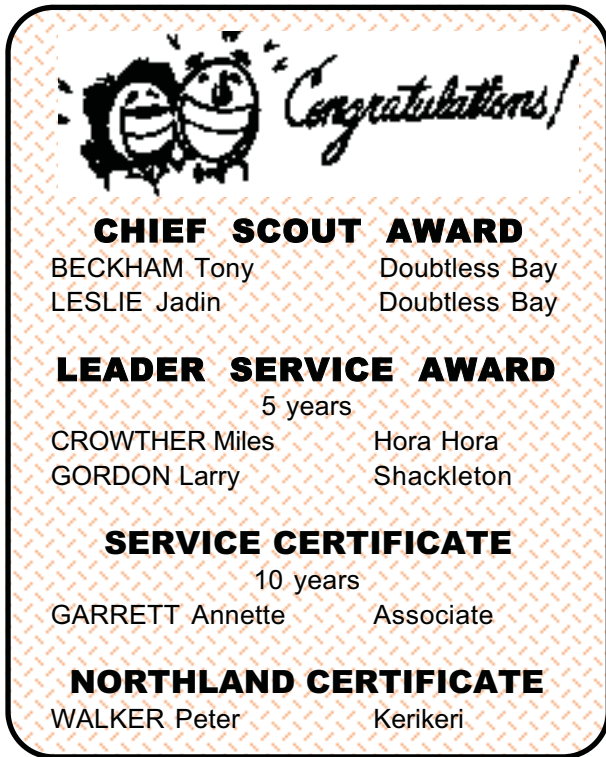 Congratulations!
CHIEF SCOUT AWARD
BECKHAM Tony Doubtless Bay
LESLIE Jadin Doubtless Bay
LEADER SERVICE AWARD
5 years
CROWTHER Miles Hora Hora
GORDON Larry Shackleton
SERVICE CERTIFICATE
10 years
GARRETT Annette Associate
NORTHLAND CERTIFICATE
WALKER Peter Kerikeri